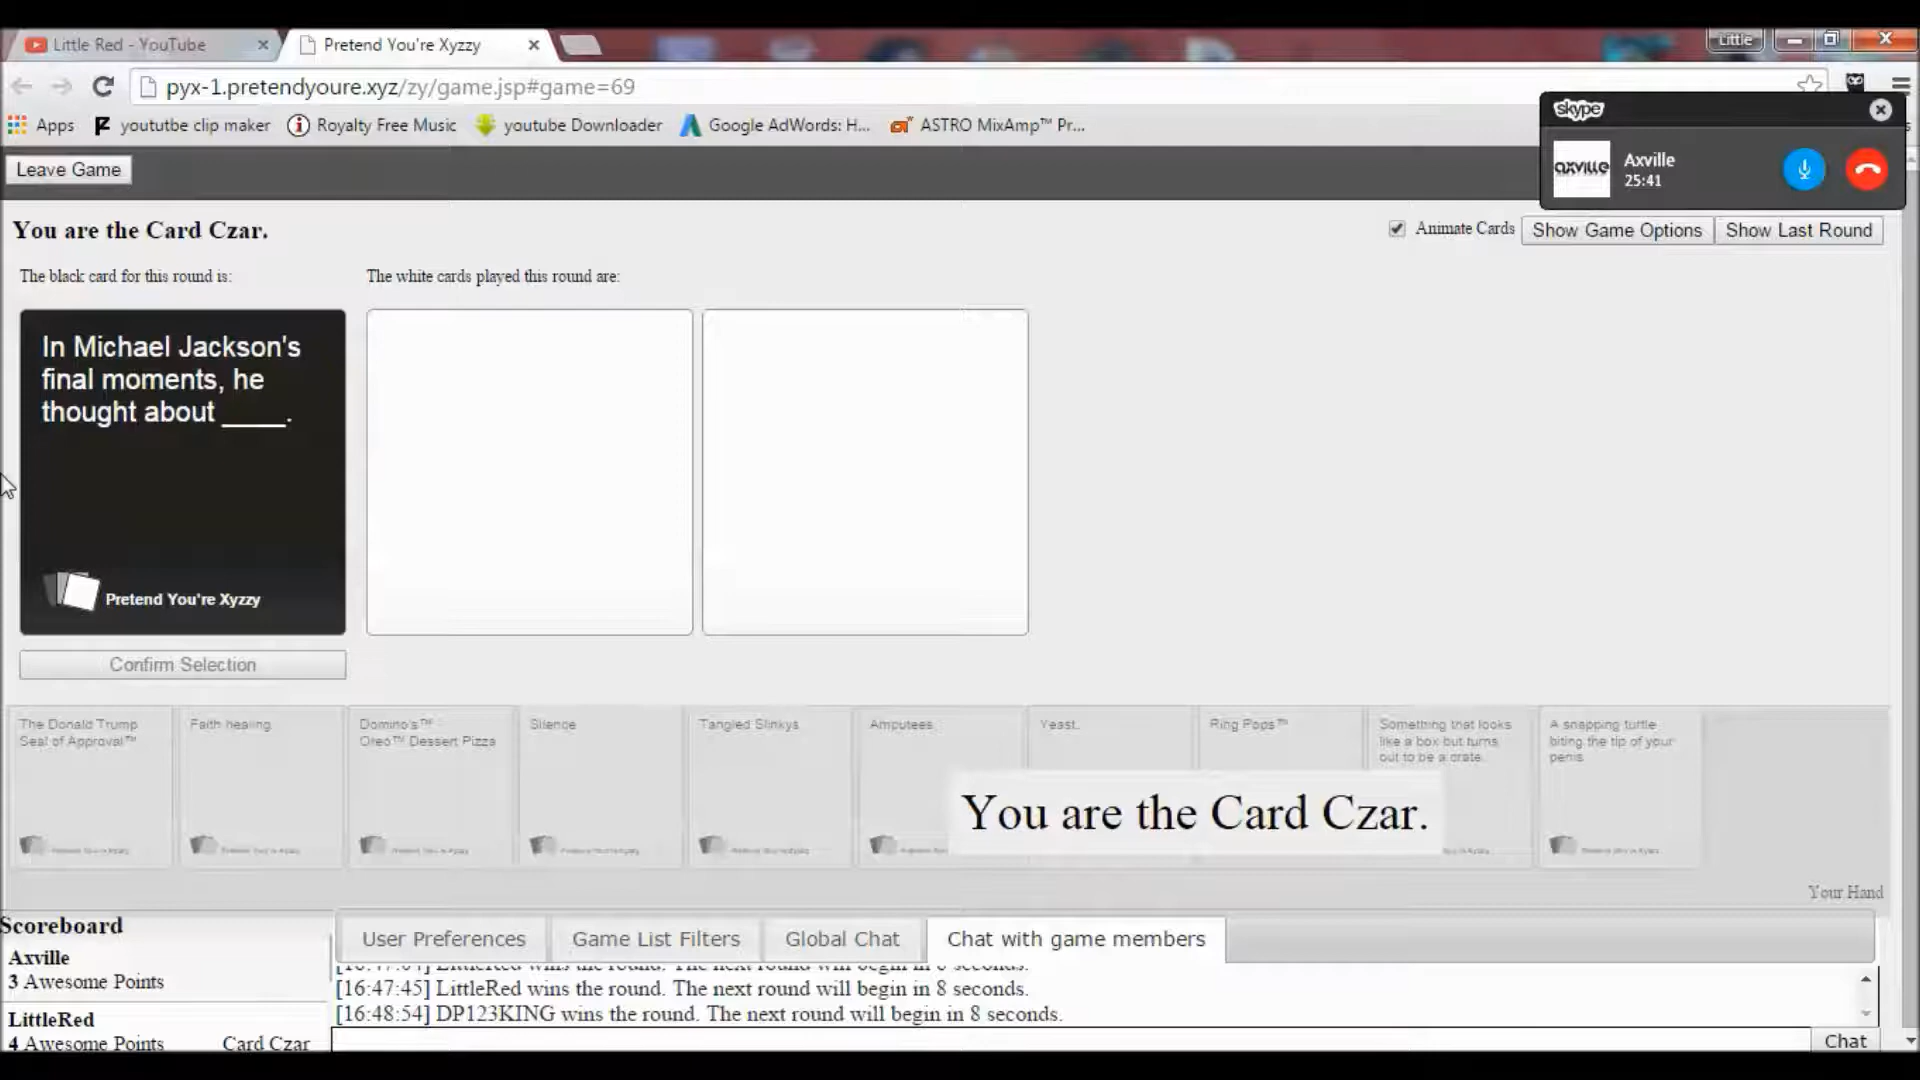 Little Red - YouTube
Pretend You're Xyzzy
Little
pyx-1.pretendyoure.xyz/zy/game.jsp#game=69
Apps
yoututbe clip maker
Royalty Free Music
youtube Downloader
Google AdWords: H...
ASTRO MixAmp™ Pr...
skype
axville
Axville
25:41
Leave Game
You are the Card Czar.
Animate Cards
Show Game Options
Show Last Round
The black card for this round is:
The white cards played this round are:
In Michael Jackson's
final moments, he
thought about ____.
Pretend You're Xyzzy
Confirm Selection
The Donald Trump
Seal of Approval™
Faith healing
Domino's™
Oreo™ Dessert Pizza
Silence
Tangled Slinkys
Amputees
Yeast.
Ring Pops™
Something that looks
like a box but turns
out to be a crate.
A snapping turtle
biting the tip of your
penis
You are the Card Czar.
Your Hand
Scoreboard
Axville
3 Awesome Points
LittleRed
4 Awesome Points
Card Czar
User Preferences
Game List Filters
Global Chat
Chat with game members
[16:47:45] LittleRed wins the round. The next round will begin in 8 seconds.
[16:48:54] DP123KING wins the round. The next round will begin in 8 seconds.
Chat